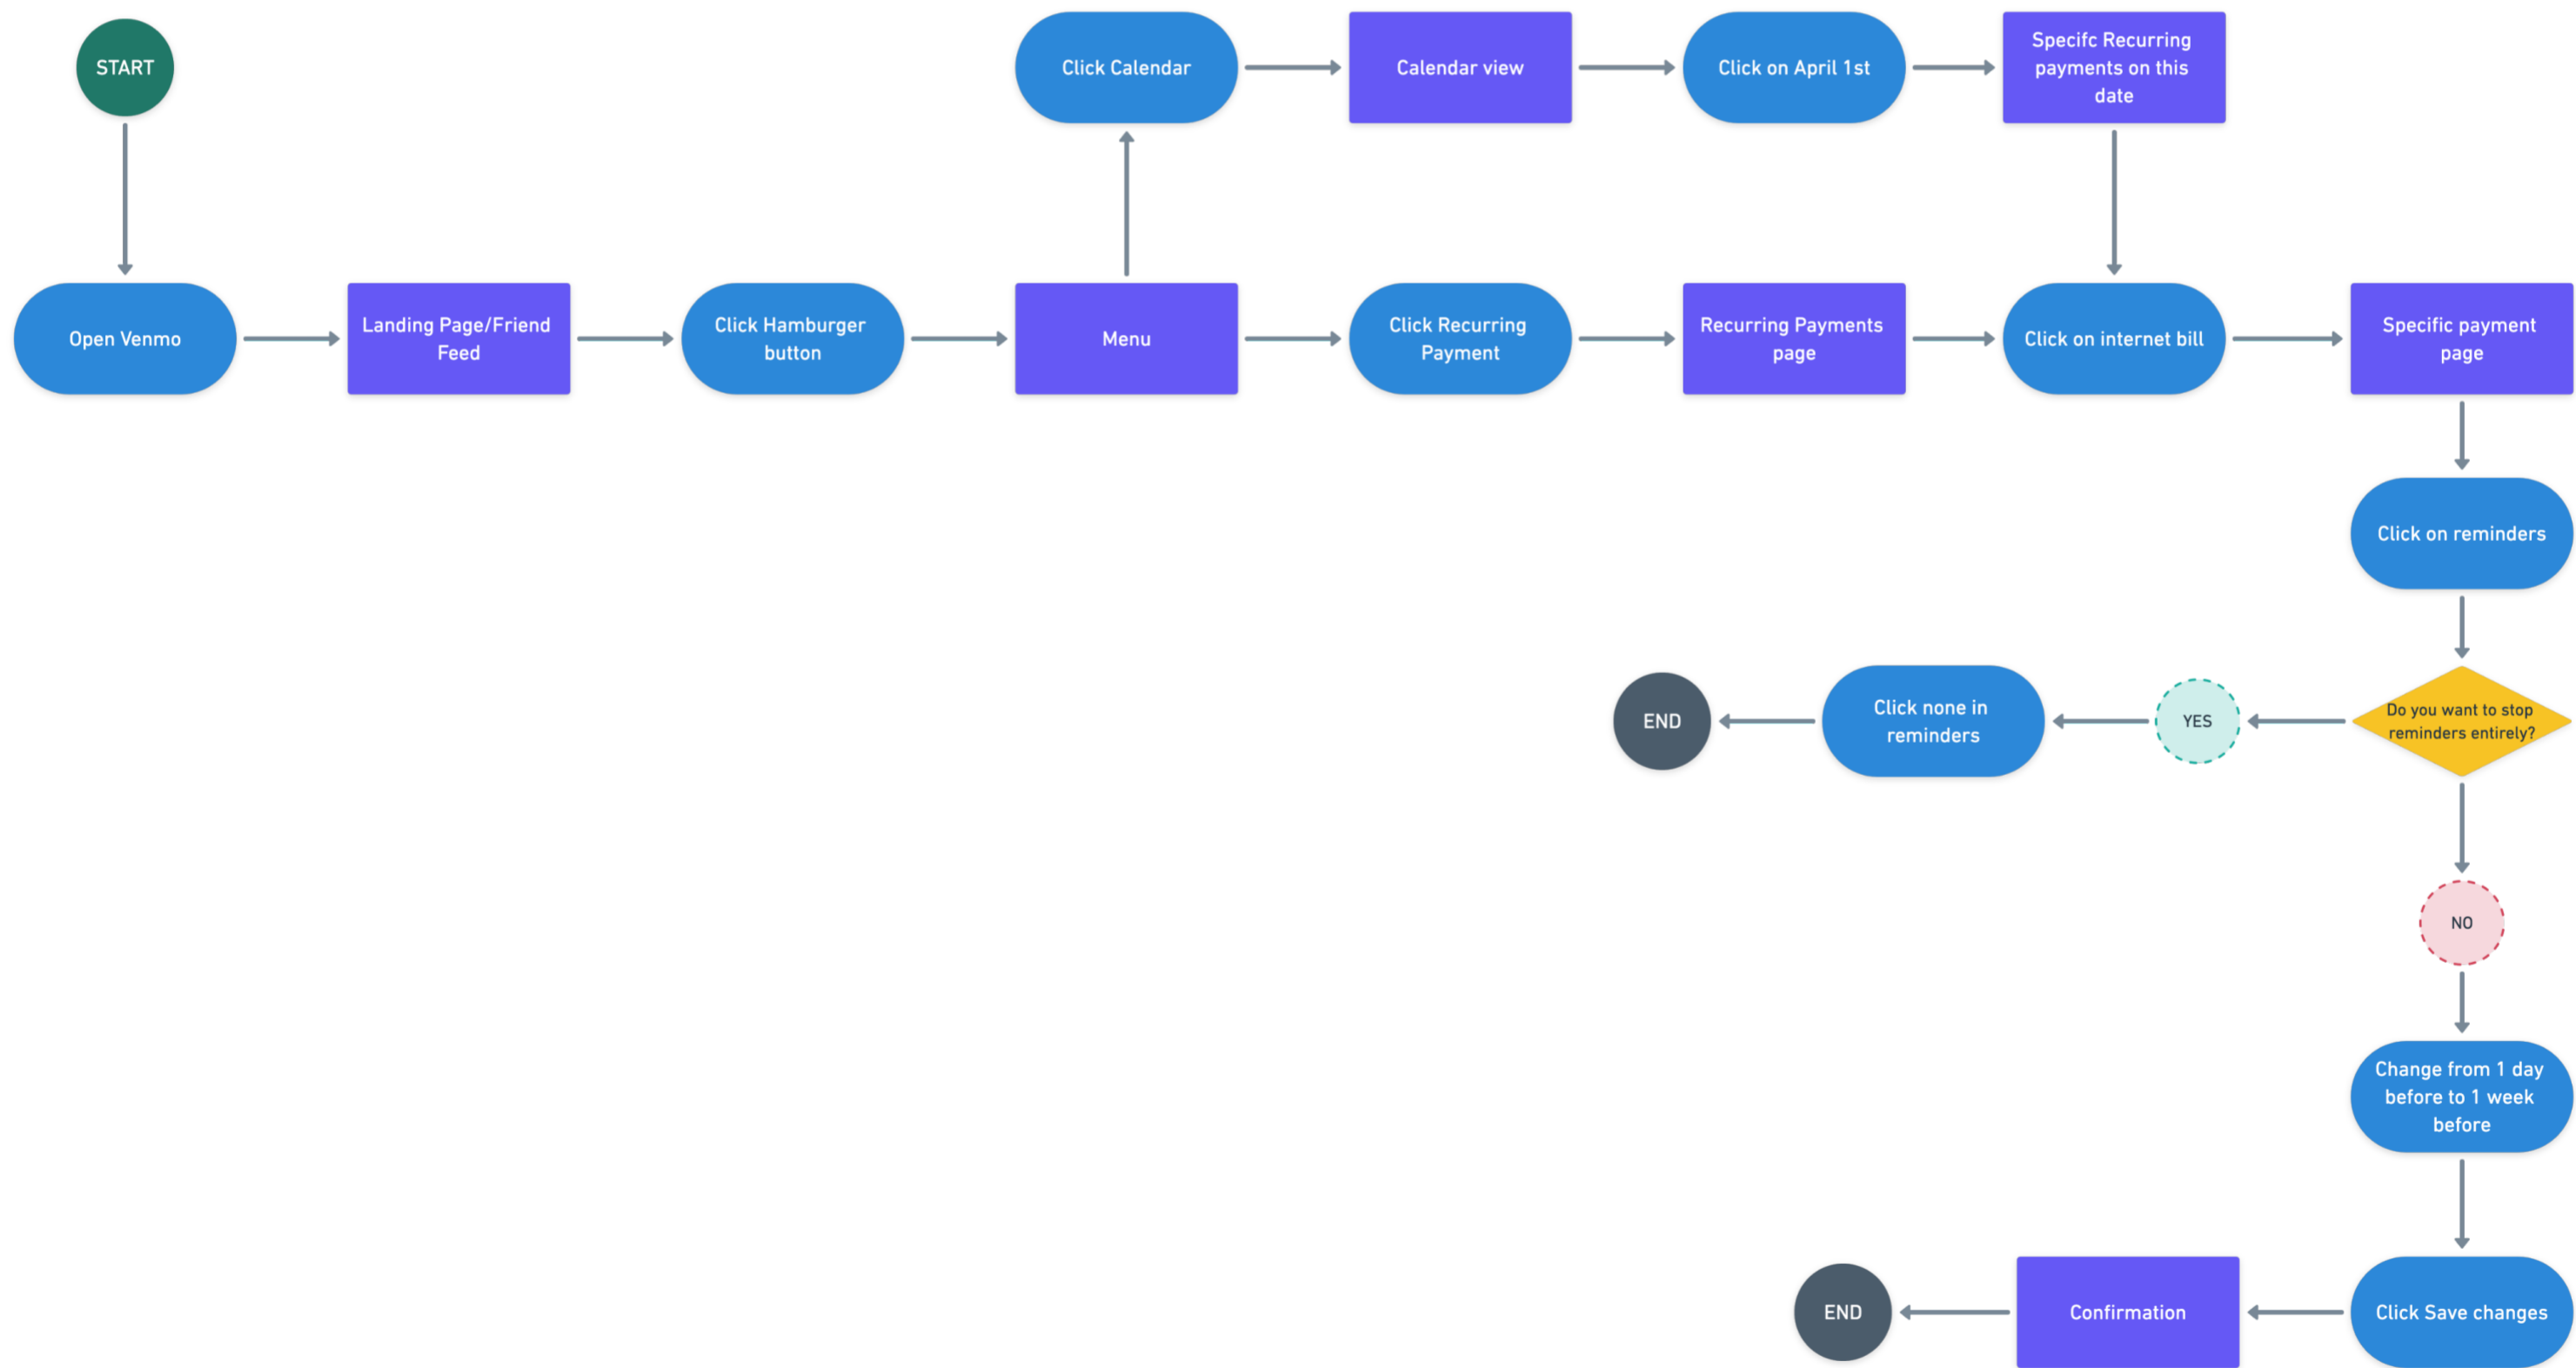 START
Click Calendar
Calendar view
Click on April 1st
Specifc Recurring
payments on this
date
Open Venmo
Landing Page/Friend
Feed
Click Hamburger
button
Menu
Click Recurring
Payment
Recurring Payments
page
Click on internet bill
Specific payment
page
Click on reminders
Do you want to stop
reminders entirely?
YES
Click none in
reminders
END
NO
Change from 1 day
before to 1 week
before
Click Save changes
Confirmation
END